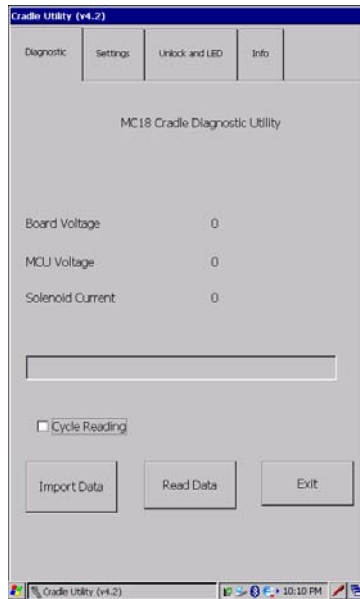 Cradle Utility (v4.2)
Diagnostic Settings Unlock and LED Info
MC18 Cradle Diagnostic Utility
Board Voltage 0
MCU Voltage 0
Solenoid Current 0
Cycle Reading
Import Data Read Data Exit
Cradle Utility (v4.2) 10:10 PM